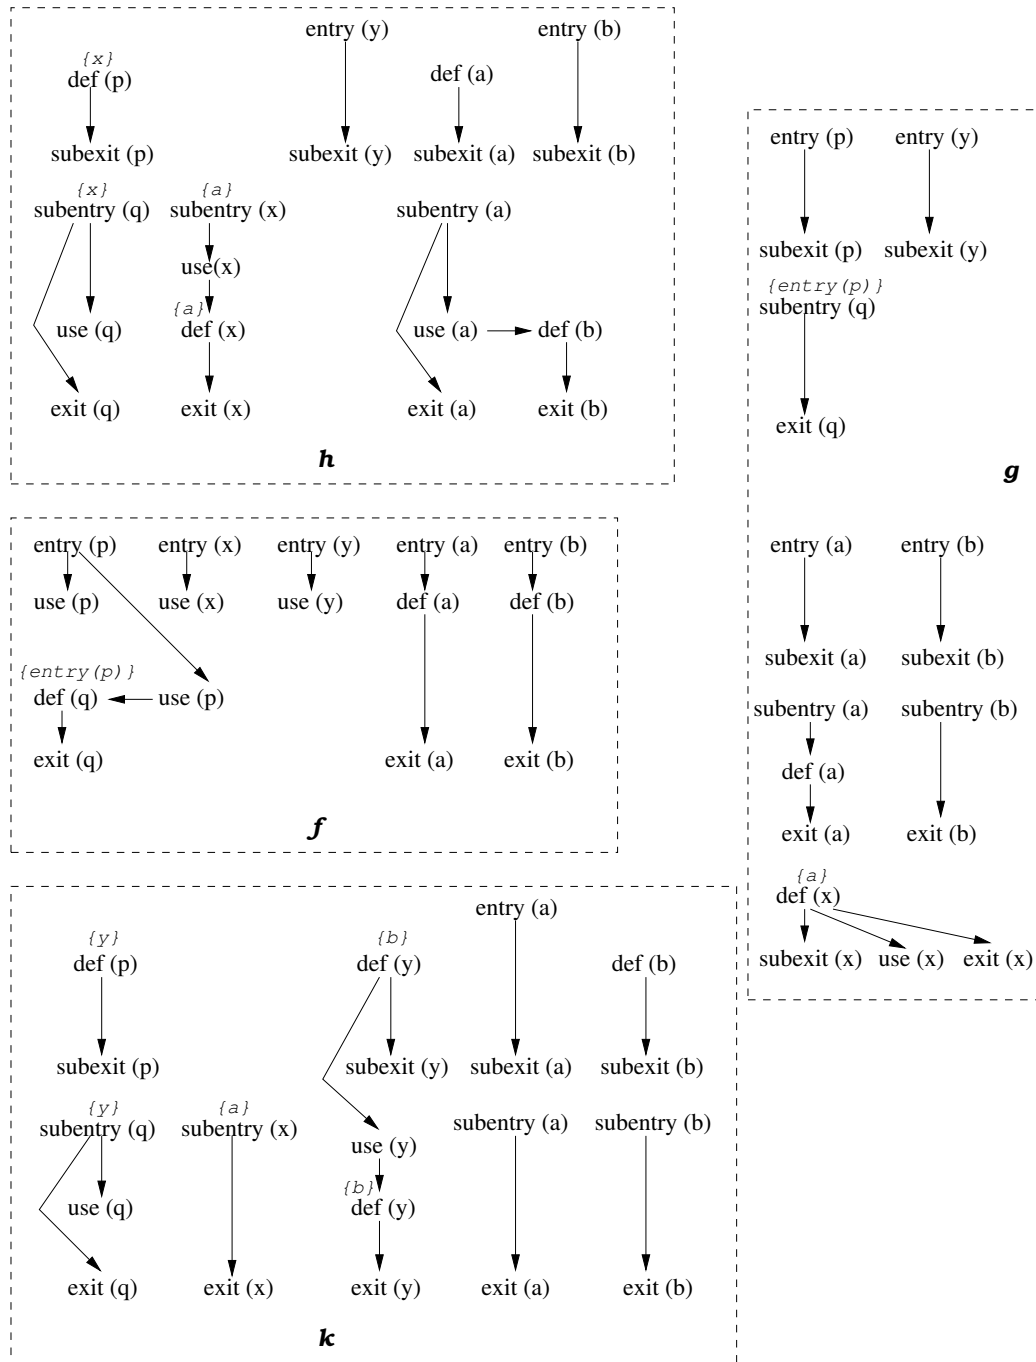 entry (y) entry (b)
{x}
def (p) def (a)
subexit (p) subexit (y) subexit (a) subexit (b)
{x} {a}
subentry (q) subentry (x) subentry (a)
use(x)
{a}
use (q) def (x) use (a) def (b)
exit (q) exit (x) exit (a) exit (b)
h
entry (p) entry (y)
subexit (p) subexit (y)
{entry(p)}
subentry (q)
exit (q)
g
entry (a) entry (b)
subexit (a) subexit (b)
subentry (a) subentry (b)
def (a)
exit (a) exit (b)
{a}
def (x)
subexit (x) use (x) exit (x)
entry (p) entry (x) entry (y) entry (a) entry (b)
use (p) use (x) use (y) def (a) def (b)
{entry(p)}
def (q) use (p)
exit (q) exit (a) exit (b)
f
entry (a)
{y} {b}
def (p) def (y) def (b)
subexit (p) subexit (y) subexit (a) subexit (b)
{y} {a}
subentry (q) subentry (x) subentry (a) subentry (b)
use (y)
{b}
use (q) def (y)
exit (q) exit (x) exit (y) exit (a) exit (b)
k